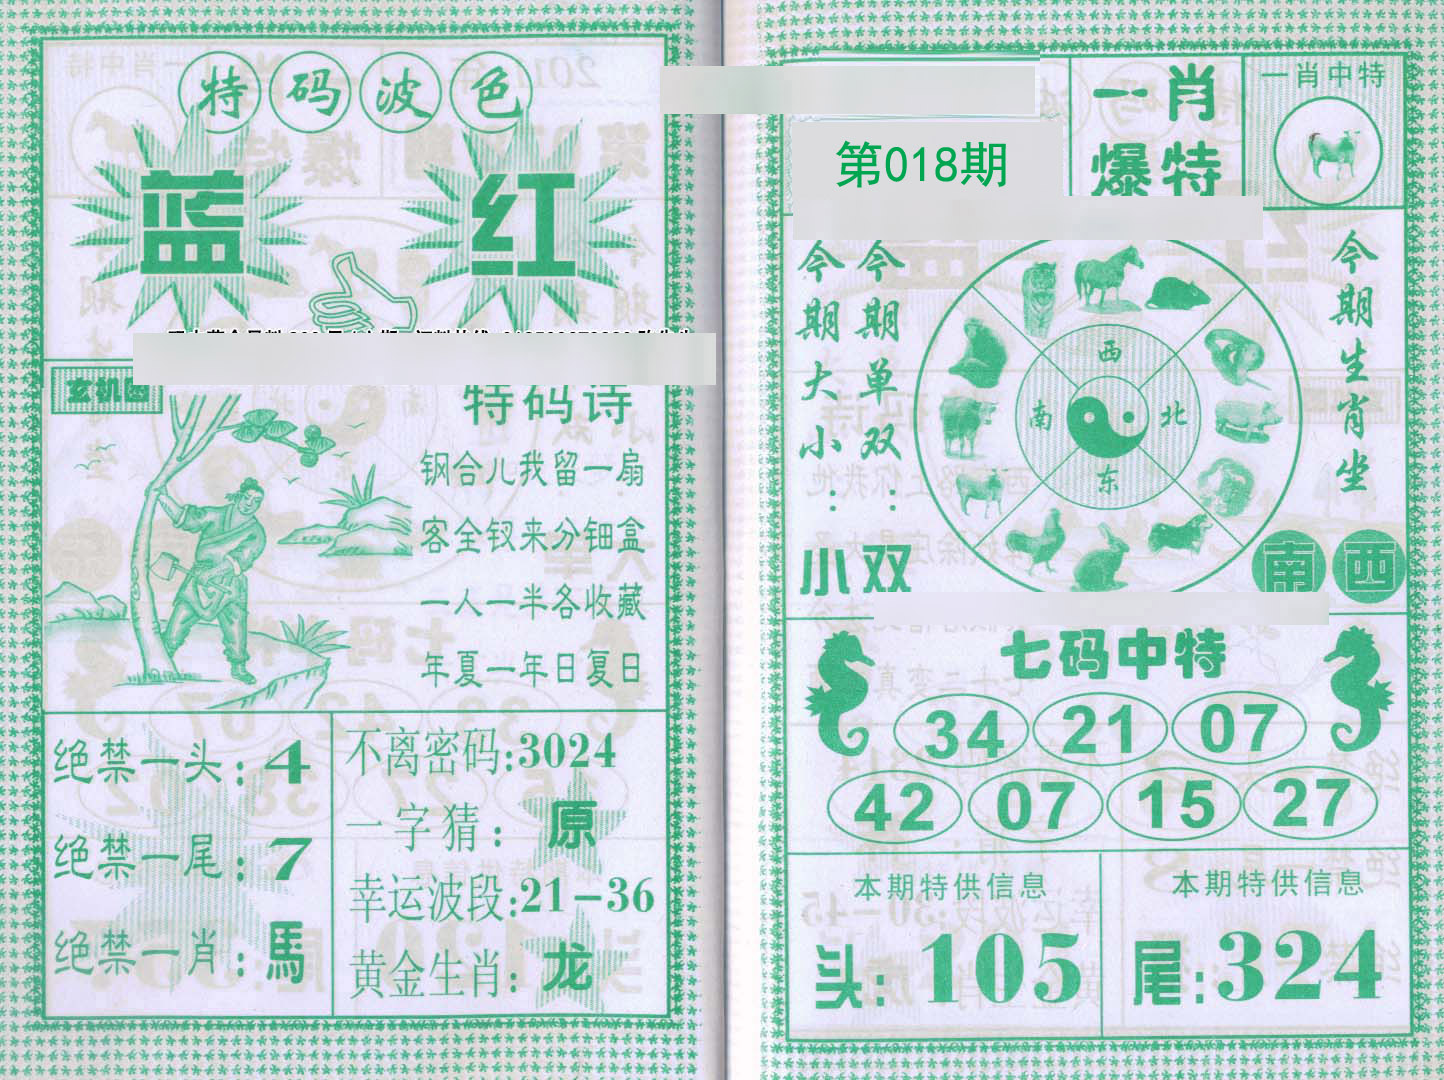 特码波色
蓝 红
玄机图
特码诗
钢合儿我留一扇
客全钗来分钿盒
一人一半各收藏
年夏一年日复日
绝禁一头:4
绝禁一尾:7
绝禁一肖:馬
不离密码:3024
一字猜:原
幸运波段:21-36
黄金生肖:龙
第018期
一肖
爆特
一肖中特
今期大小:小
今期单双:双
西
南 北
东
今期生肖坐
南西
七码中特
34 21 07
42 07 15 27
本期特供信息
头:105
本期特供信息
尾:324